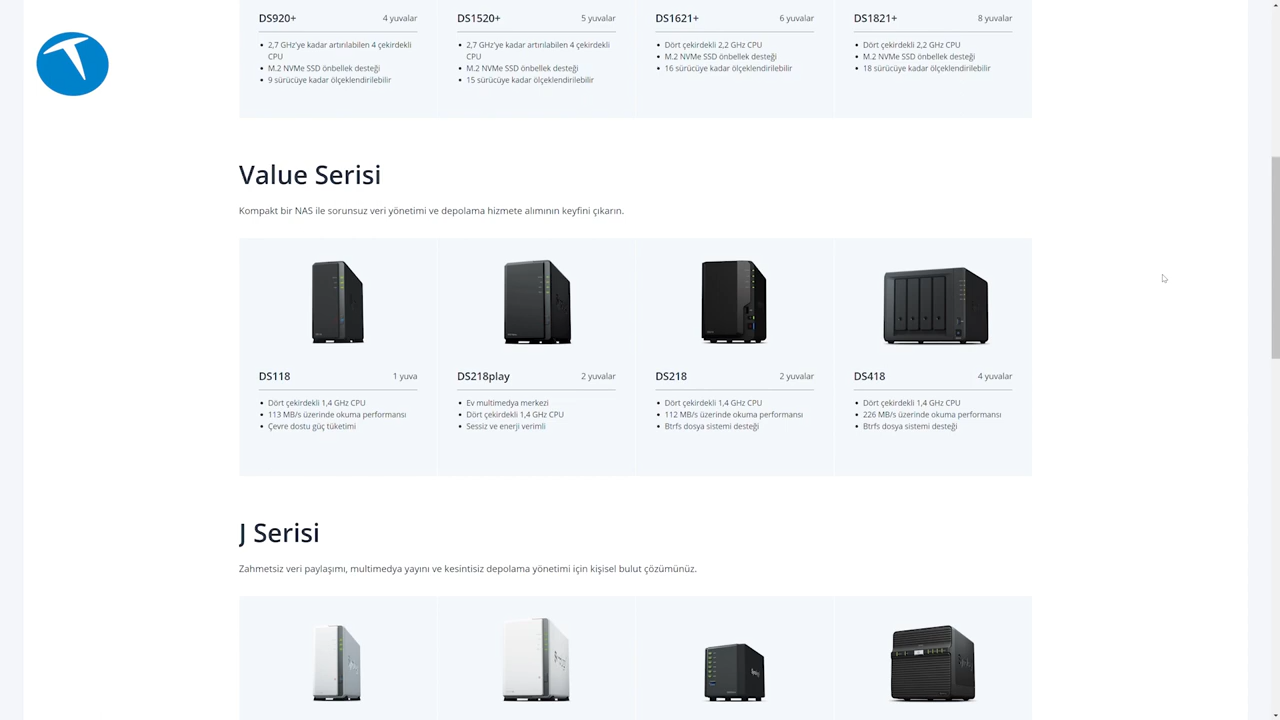 DS920+ 4 yuvalar
2,7 GHz'ye kadar artırılabilen 4 çekirdekli
CPU
M.2 NVMe SSD önbellek desteği
9 sürücüye kadar ölçeklendirilebilir
DS1520+ 5 yuvalar
2,7 GHz'ye kadar artırılabilen 4 çekirdekli
CPU
M.2 NVMe SSD önbellek desteği
15 sürücüye kadar ölçeklendirilebilir
DS1621+ 6 yuvalar
Dört çekirdekli 2,2 GHz CPU
M.2 NVMe SSD önbellek desteği
16 sürücüye kadar ölçeklendirilebilir
DS1821+ 8 yuvalar
Dört çekirdekli 2,2 GHz CPU
M.2 NVMe SSD önbellek desteği
18 sürücüye kadar ölçeklendirilebilir
Value Serisi
Kompakt bir NAS ile sorunsuz veri yönetimi ve depolama hizmete alımının keyfini çıkarın.
DS118 1 yuva
Dört çekirdekli 1,4 GHz CPU
113 MB/s üzerinde okuma performansı
Çevre dostu güç tüketimi
DS218play 2 yuvalar
Ev multimedya merkezi
Dört çekirdekli 1,4 GHz CPU
Sessiz ve enerji verimli
DS218 2 yuvalar
Dört çekirdekli 1,4 GHz CPU
112 MB/s üzerinde okuma performansı
Btrfs dosya sistemi desteği
DS418 4 yuvalar
Dört çekirdekli 1,4 GHz CPU
226 MB/s üzerinde okuma performansı
Btrfs dosya sistemi desteği
J Serisi
Zahmetsiz veri paylaşımı, multimedya yayını ve kesintisiz depolama yönetimi için kişisel bulut çözümünüz.